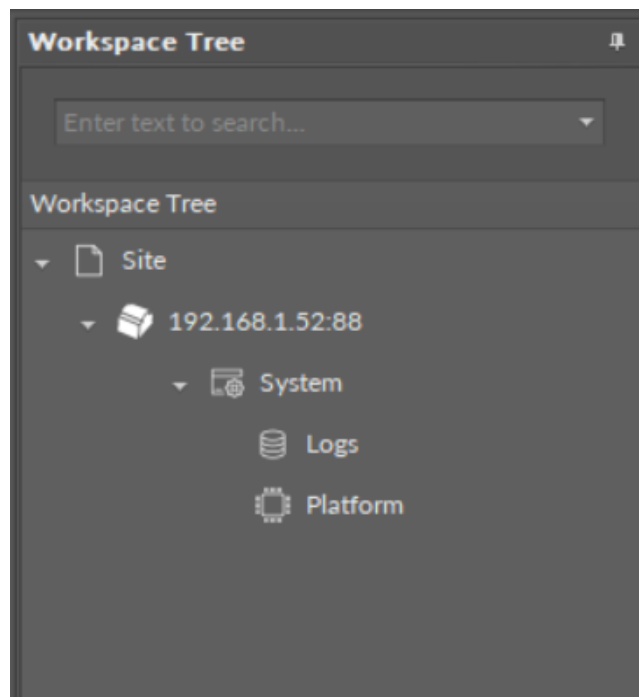 Workspace Tree
Enter text to search...
Workspace Tree
Site
192.168.1.52:88
System
Logs
Platform